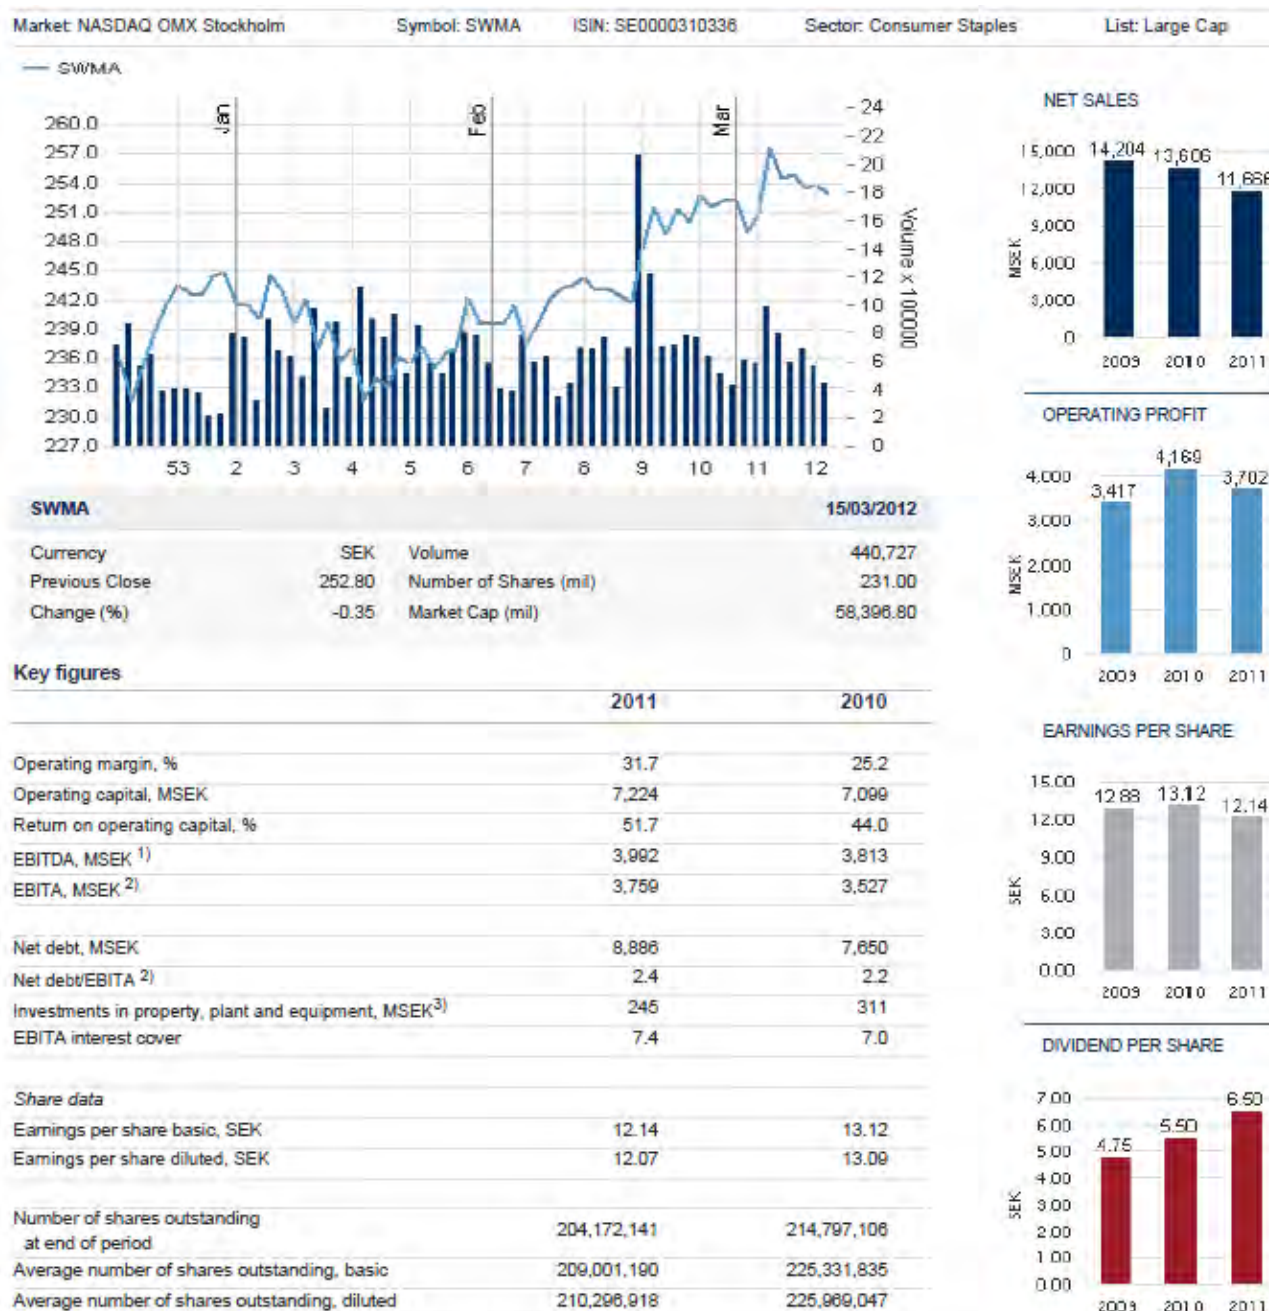 Market: NASDAQ OMX Stockholm Symbol: SWMA ISIN: SE0000310336 Sector: Consumer Staples List: Large Cap
SWMA
Jan Feb Mar
260.0
257.0
254.0
251.0
248.0
245.0
242.0
239.0
236.0
233.0
230.0
227.0
24
22
20
18
16
14
12
10
8
6
4
2
0
Volume x 100000
53 2 3 4 5 6 7 8 9 10 11 12
SWMA 15/03/2012
Currency SEK Volume 440,727
Previous Close 252.80 Number of Shares (mil) 231.00
Change (%) -0.35 Market Cap (mil) 58,396.80
Key figures
2011 2010
Operating margin, % 31.7 25.2
Operating capital, MSEK 7,224 7,099
Return on operating capital, % 51.7 44.0
EBITDA, MSEK 1) 3,992 3,813
EBITA, MSEK 2) 3,759 3,527
Net debt, MSEK 8,886 7,650
Net debt/EBITA 2) 2.4 2.2
Investments in property, plant and equipment, MSEK3) 245 311
EBITA interest cover 7.4 7.0
Share data
Earnings per share basic, SEK 12.14 13.12
Earnings per share diluted, SEK 12.07 13.09
Number of shares outstanding
at end of period 204,172,141 214,797,106
Average number of shares outstanding, basic 209,001,190 225,331,835
Average number of shares outstanding, diluted 210,296,918 225,969,047
NET SALES
15,000
12,000
9,000
6,000
3,000
0
MSEK
14,204 13,606 11,666
2009 2010 2011
OPERATING PROFIT
4,000
3,000
2,000
1,000
0
MSEK
3,417 4,169 3,702
2009 2010 2011
EARNINGS PER SHARE
15.00
12.00
9.00
6.00
3.00
0.00
SEK
12.88 13.12 12.14
2009 2010 2011
DIVIDEND PER SHARE
7.00
6.00
5.00
4.00
3.00
2.00
1.00
0.00
SEK
4.75 5.50 6.50
2009 2010 2011